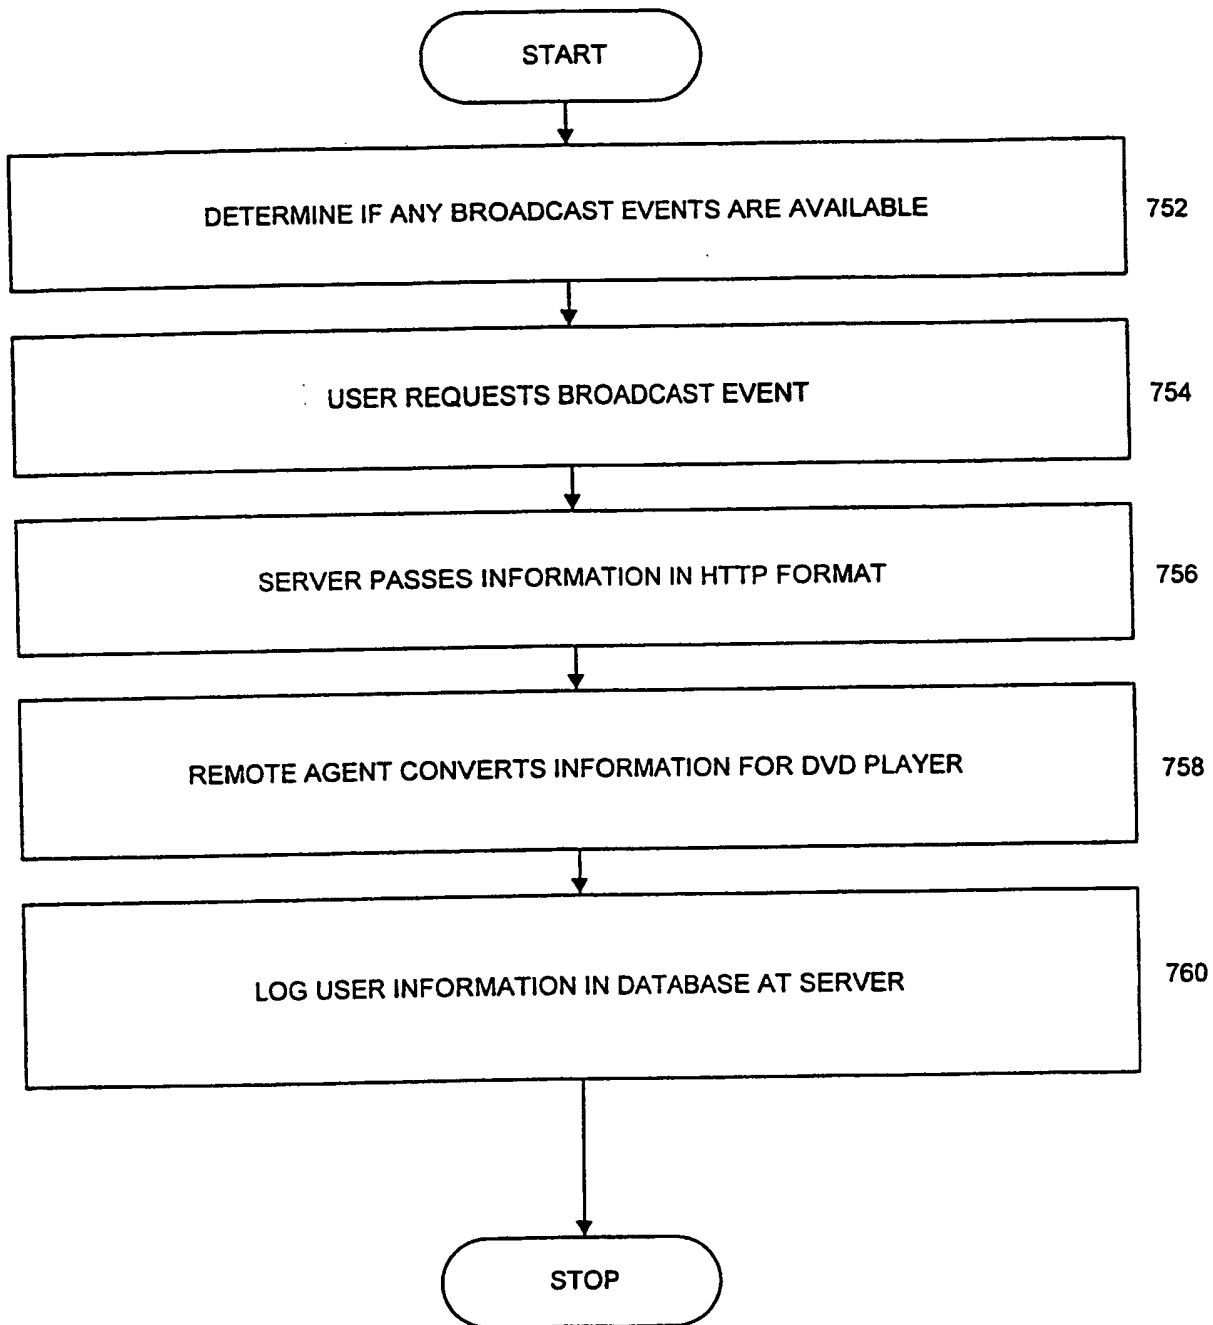 START
DETERMINE IF ANY BROADCAST EVENTS ARE AVAILABLE 752
USER REQUESTS BROADCAST EVENT 754
SERVER PASSES INFORMATION IN HTTP FORMAT 756
REMOTE AGENT CONVERTS INFORMATION FOR DVD PLAYER 758
LOG USER INFORMATION IN DATABASE AT SERVER 760
STOP